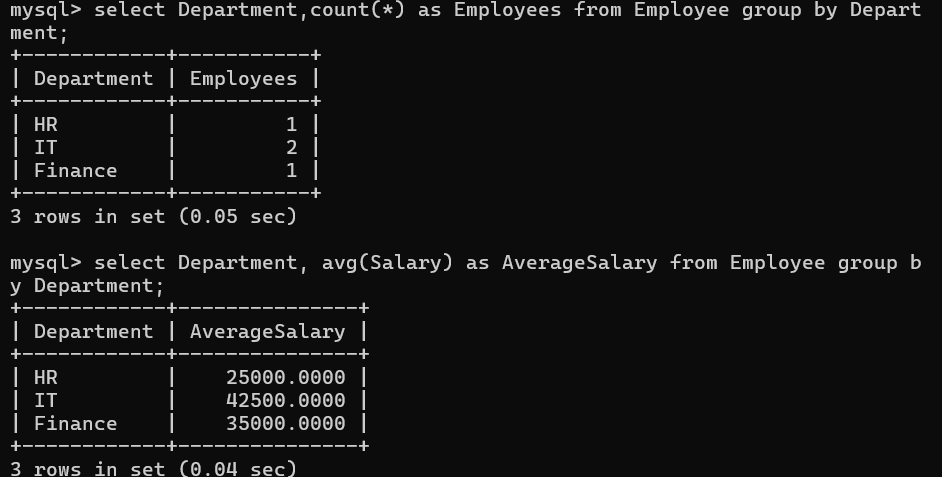 mysql> select Department,count(*) as Employees from Employee group by Depart
ment;
+------------+-----------+
| Department | Employees |
+------------+-----------+
| HR         |         1 |
| IT         |         2 |
| Finance    |         1 |
+------------+-----------+
3 rows in set (0.05 sec)

mysql> select Department, avg(Salary) as AverageSalary from Employee group b
y Department;
+------------+---------------+
| Department | AverageSalary |
+------------+---------------+
| HR         |    25000.0000 |
| IT         |    42500.0000 |
| Finance    |    35000.0000 |
+------------+---------------+
3 rows in set (0.04 sec)